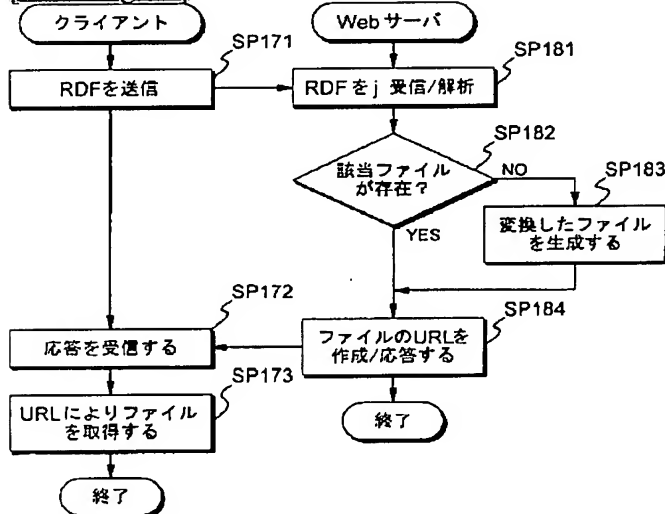 クライアント
Webサーバ
SP171
SP181
RDFを送信
RDFをj 受信/解析
SP182
該当ファイル
が存在?
NO
SP183
変換したファイル
を生成する
YES
SP172
SP184
応答を受信する
ファイルのURLを
作成/応答する
SP173
URLによりファイル
を取得する
終了
終了